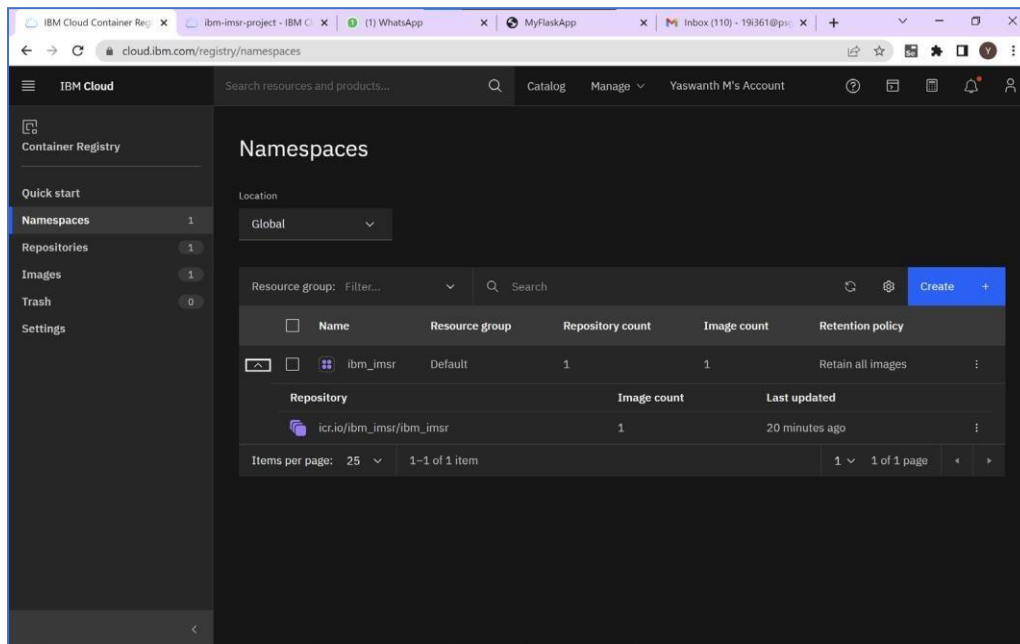 IBM Cloud Container Reg
ibm-imsr-project - IBM Cl
(1) WhatsApp
MyFlaskApp
Inbox (110) - 19i361@psg
cloud.ibm.com/registry/namespaces
Se
Y
IBM Cloud
Search resources and products...
Catalog
Manage
Yaswanth M's Account
Container Registry
Quick start
Namespaces 1
Repositories 1
Images 1
Trash 0
Settings
Namespaces
Location
Global
Resource group: Filter...
Search
Create +
Name Resource group Repository count Image count Retention policy
ibm_imsr Default 1 1 Retain all images
Repository Image count Last updated
icr.io/ibm_imsr/ibm_imsr 1 20 minutes ago
Items per page: 25 1–1 of 1 item 1 1 of 1 page